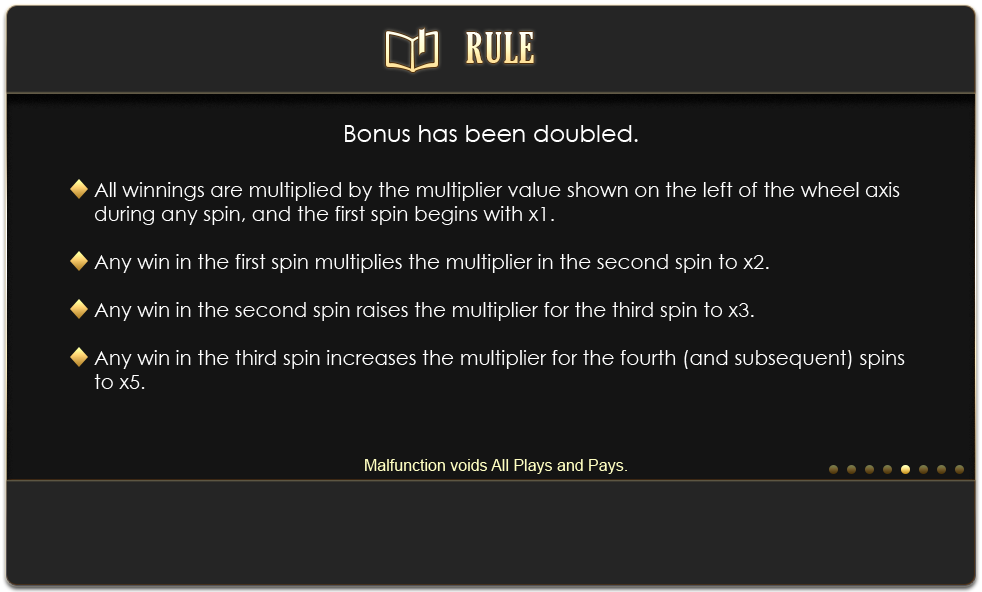 RULE
Bonus has been doubled.
All winnings are multiplied by the multiplier value shown on the left of the wheel axis
during any spin, and the first spin begins with x1.
Any win in the first spin multiplies the multiplier in the second spin to x2.
Any win in the second spin raises the multiplier for the third spin to x3.
Any win in the third spin increases the multiplier for the fourth (and subsequent) spins
to x5.
Malfunction voids All Plays and Pays.